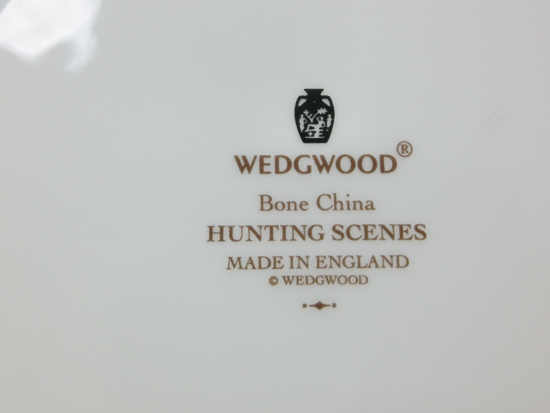 WEDGWOOD®
Bone China
HUNTING SCENES
MADE IN ENGLAND
© WEDGWOOD